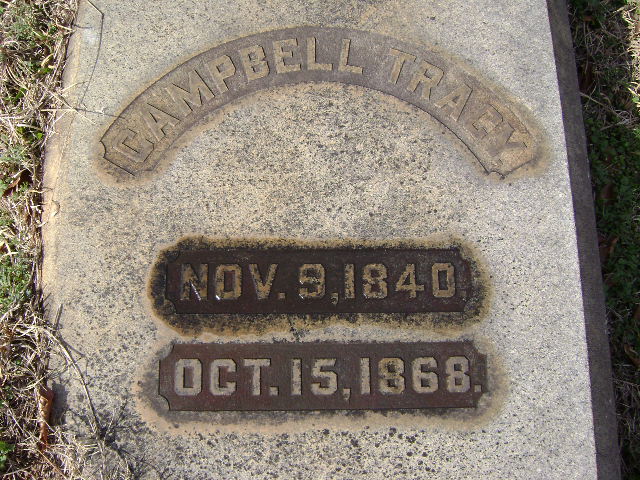 CAMPBELL TRACY
NOV. 9, 1840
OCT. 15, 1868.